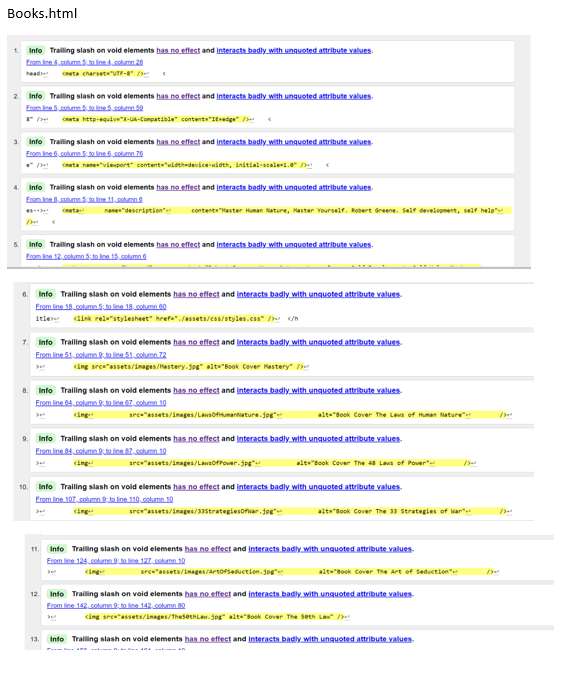 Books.html
1. Info Trailing slash on void elements has no effect and interacts badly with unquoted attribute values.
From line 4, column 5; to line 4, column 28
head>↩    <meta charset="UTF-8" />↩    <
2. Info Trailing slash on void elements has no effect and interacts badly with unquoted attribute values.
From line 5, column 5; to line 5, column 59
8" />↩    <meta http-equiv="X-UA-Compatible" content="IE=edge" />↩    <
3. Info Trailing slash on void elements has no effect and interacts badly with unquoted attribute values.
From line 6, column 5; to line 6, column 76
e" />↩    <meta name="viewport" content="width=device-width, initial-scale=1.0" />↩    <
4. Info Trailing slash on void elements has no effect and interacts badly with unquoted attribute values.
From line 8, column 5; to line 11, column 6
es-->↩    <meta↩      name="description"↩      content="Master Human Nature, Master Yourself. Robert Greene. Self development, self help"↩
/>↩    <
5. Info Trailing slash on void elements has no effect and interacts badly with unquoted attribute values.
From line 12, column 5; to line 15, column 6
6. Info Trailing slash on void elements has no effect and interacts badly with unquoted attribute values.
From line 18, column 5; to line 18, column 60
itle>↩    <link rel="stylesheet" href="./assets/css/styles.css" />↩  </h
7. Info Trailing slash on void elements has no effect and interacts badly with unquoted attribute values.
From line 51, column 9; to line 51, column 72
>↩        <img src="assets/images/Mastery.jpg" alt="Book Cover Mastery" />↩
8. Info Trailing slash on void elements has no effect and interacts badly with unquoted attribute values.
From line 64, column 9; to line 67, column 10
>↩        <img↩          src="assets/images/LawsOfHumanNature.jpg"↩          alt="Book Cover The Laws of Human Nature"↩        />↩
9. Info Trailing slash on void elements has no effect and interacts badly with unquoted attribute values.
From line 84, column 9; to line 87, column 10
>↩        <img↩          src="assets/images/LawsOfPower.jpg"↩          alt="Book Cover The 48 Laws of Power"↩        />↩
10. Info Trailing slash on void elements has no effect and interacts badly with unquoted attribute values.
From line 107, column 9; to line 110, column 10
>↩        <img↩          src="assets/images/33StrategiesOfWar.jpg"↩          alt="Book Cover The 33 Strategies of War"↩        />↩
11. Info Trailing slash on void elements has no effect and interacts badly with unquoted attribute values.
From line 124, column 9; to line 127, column 10
>↩        <img↩          src="assets/images/ArtOfSeduction.jpg"↩          alt="Book Cover The Art of Seduction"↩        />↩
12. Info Trailing slash on void elements has no effect and interacts badly with unquoted attribute values.
From line 142, column 9; to line 142, column 80
>↩        <img src="assets/images/The50thLaw.jpg" alt="Book Cover The 50th Law" />↩
13. Info Trailing slash on void elements has no effect and interacts badly with unquoted attribute values.